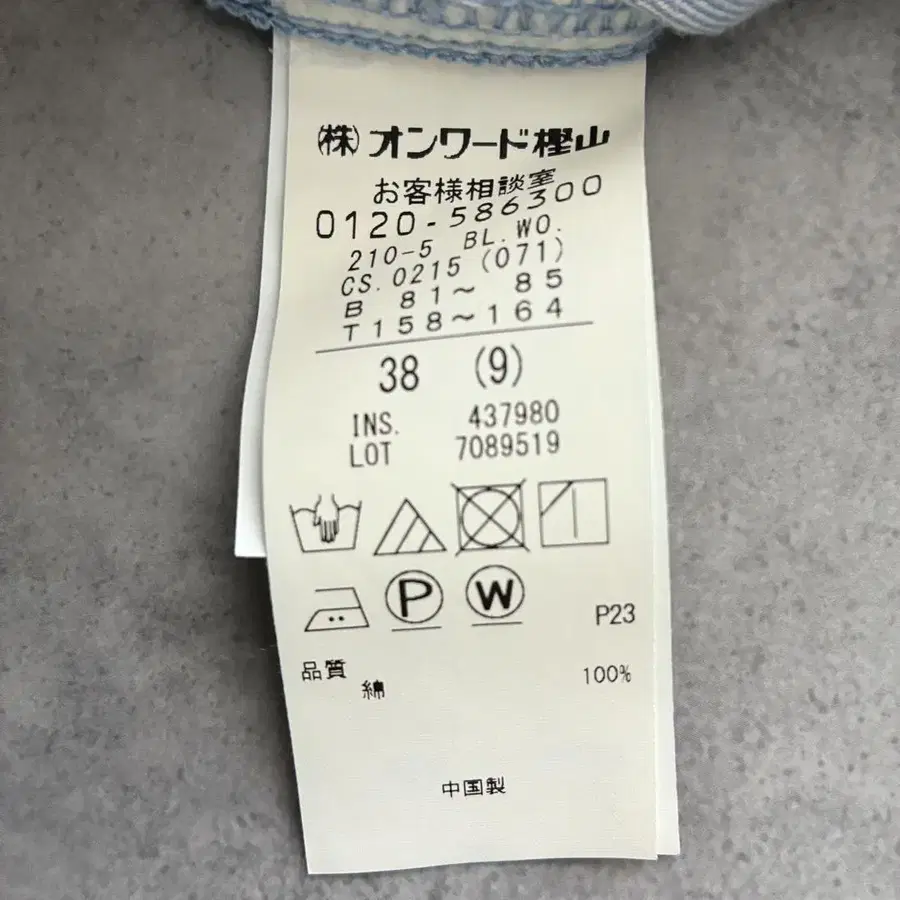 ㈱オンワード樫山
お客様相談室
0120-586300
210-5 BL.WO.
CS.0215 (071)
B 81～ 85
T158～164
38 (9)
INS. 437980
LOT 7089519
P W P23
品質
綿 100%
中国製